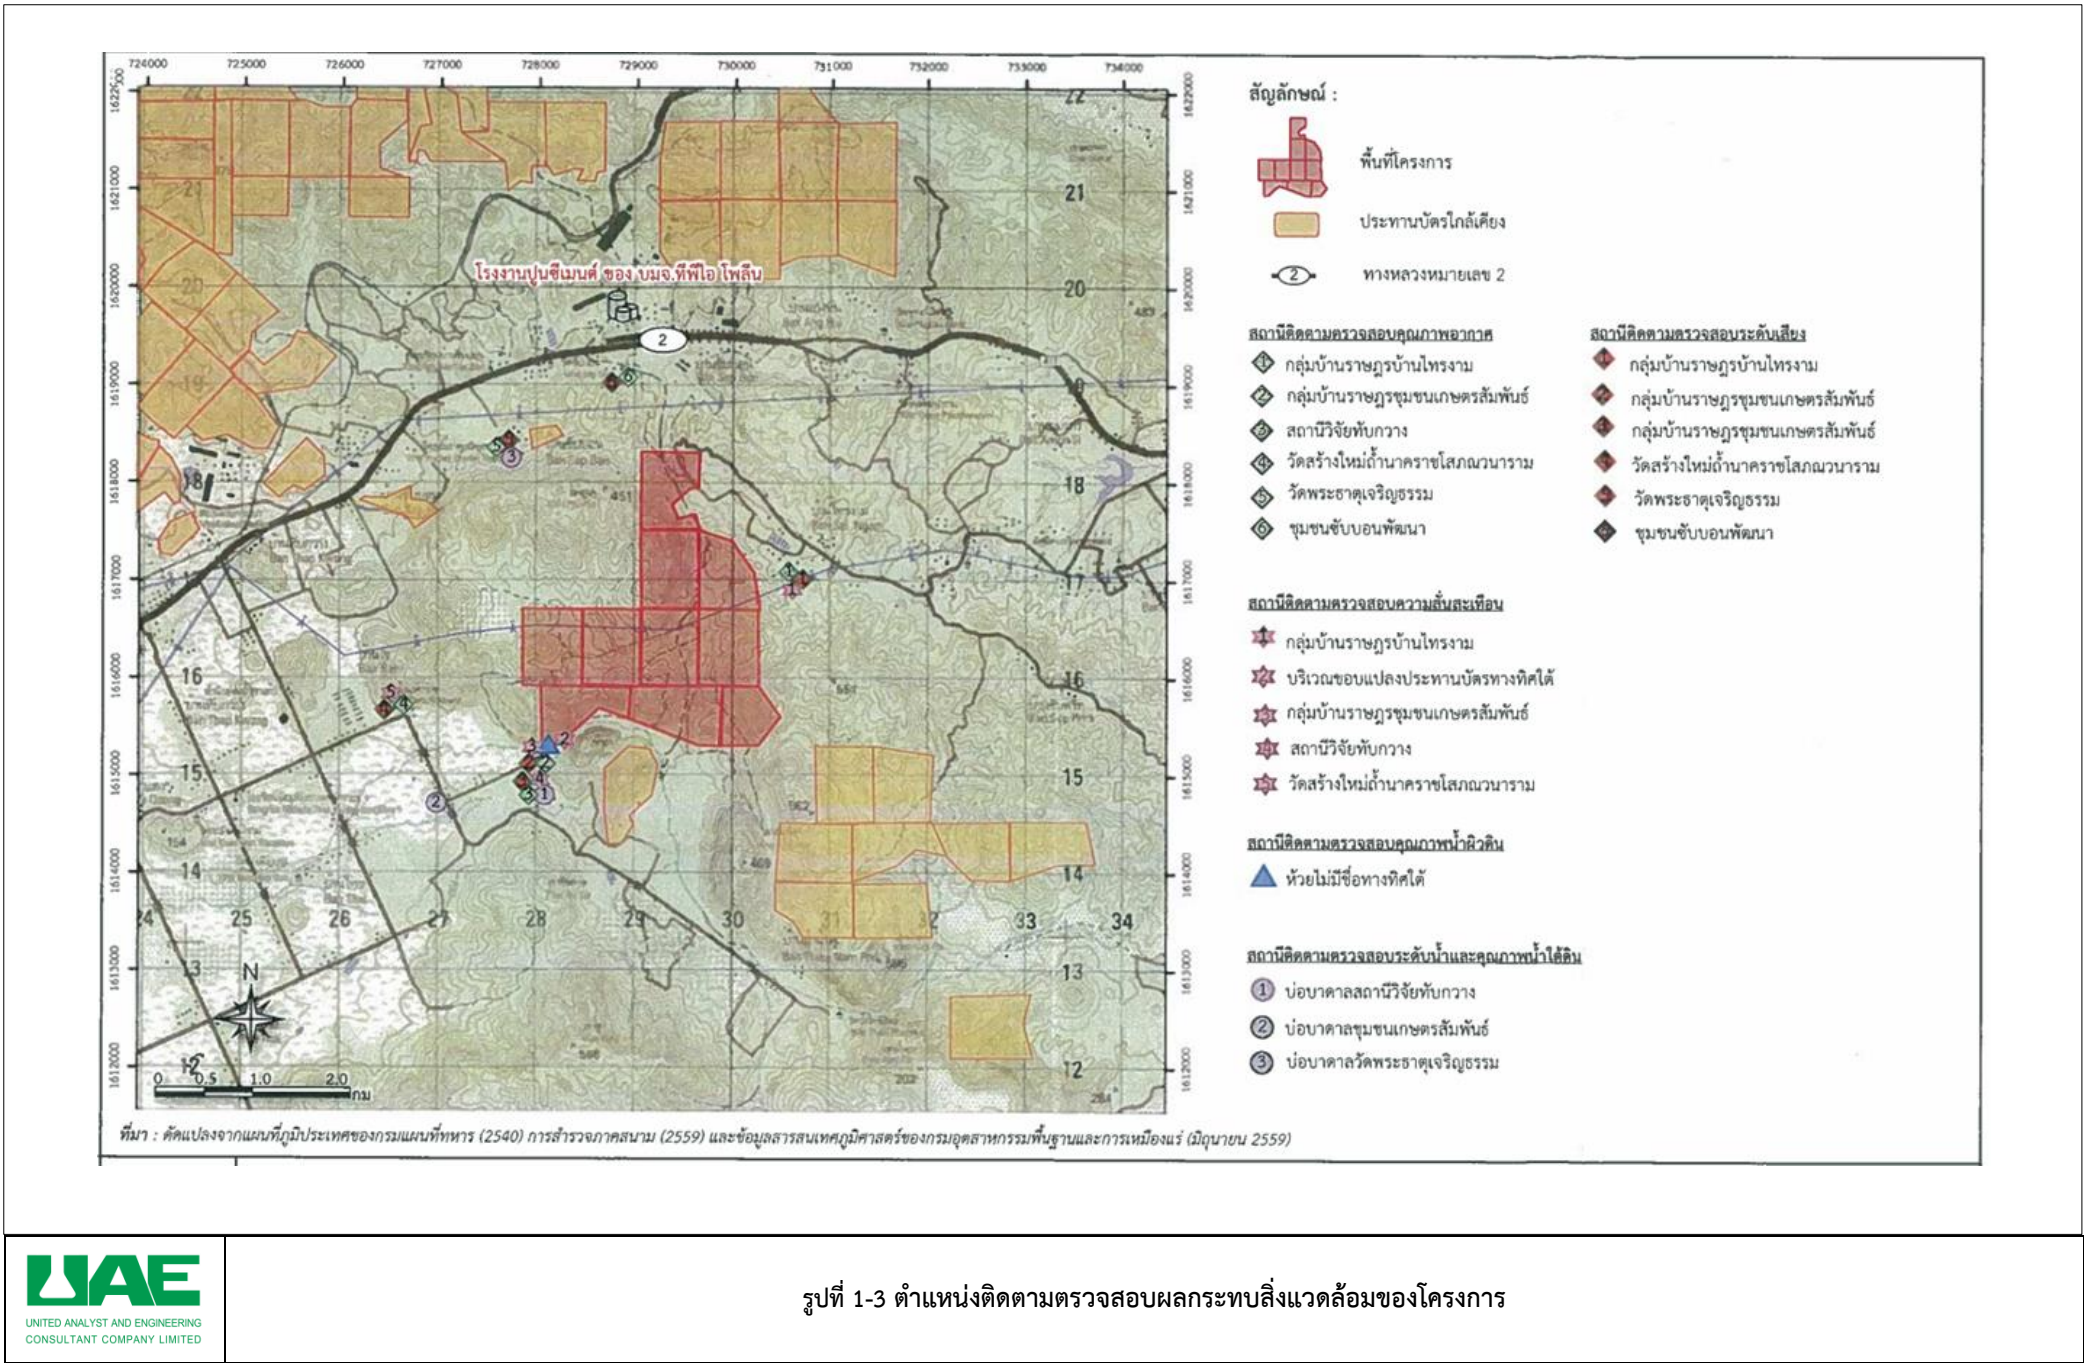 724000 725000 726000 727000 728000 729000 730000 731000 732000 733000 734000
1622000
1621000
1620000
1619000
1618000
1617000
1616000
1615000
1614000
1613000
1612000
22
21
20
19
18
17
16
15
14
13
12
24 25 26 27 28 29 30 31 32 33 34
โรงงานปูนซีเมนต์ ของ บมจ.ทีพีไอ โพลีน
2
N
0 0.5 1.0 2.0
กม
สัญลักษณ์ :
พื้นที่โครงการ
ประทานบัตรใกล้เคียง
2 ทางหลวงหมายเลข 2
สถานีติดตามตรวจสอบคุณภาพอากาศ
1 กลุ่มบ้านราษฎรบ้านไทรงาม
2 กลุ่มบ้านราษฎรชุมชนเกษตรสัมพันธ์
3 สถานีวิจัยทับกวาง
4 วัดสร้างใหม่ถ้ำนาคราชโสภณวนาราม
5 วัดพระธาตุเจริญธรรม
6 ชุมชนซับบอนพัฒนา
สถานีติดตามตรวจสอบระดับเสียง
กลุ่มบ้านราษฎรบ้านไทรงาม
กลุ่มบ้านราษฎรชุมชนเกษตรสัมพันธ์
กลุ่มบ้านราษฎรชุมชนเกษตรสัมพันธ์
วัดสร้างใหม่ถ้ำนาคราชโสภณวนาราม
วัดพระธาตุเจริญธรรม
ชุมชนซับบอนพัฒนา
สถานีติดตามตรวจสอบความสั่นสะเทือน
1 กลุ่มบ้านราษฎรบ้านไทรงาม
2 บริเวณขอบแปลงประทานบัตรทางทิศใต้
3 กลุ่มบ้านราษฎรชุมชนเกษตรสัมพันธ์
4 สถานีวิจัยทับกวาง
5 วัดสร้างใหม่ถ้ำนาคราชโสภณวนาราม
สถานีติดตามตรวจสอบคุณภาพน้ำผิวดิน
ห้วยไม่มีชื่อทางทิศใต้
สถานีติดตามตรวจสอบระดับน้ำและคุณภาพน้ำใต้ดิน
1 บ่อบาดาลสถานีวิจัยทับกวาง
2 บ่อบาดาลชุมชนเกษตรสัมพันธ์
3 บ่อบาดาลวัดพระธาตุเจริญธรรม
ที่มา : ดัดแปลงจากแผนที่ภูมิประเทศของกรมแผนที่ทหาร (2540) การสำรวจภาคสนาม (2559) และข้อมูลสารสนเทศภูมิศาสตร์ของกรมอุตสาหกรรมพื้นฐานและการเหมืองแร่ (มิถุนายน 2559)
UAE
UNITED ANALYST AND ENGINEERING
CONSULTANT COMPANY LIMITED
รูปที่ 1-3 ตำแหน่งติดตามตรวจสอบผลกระทบสิ่งแวดล้อมของโครงการ